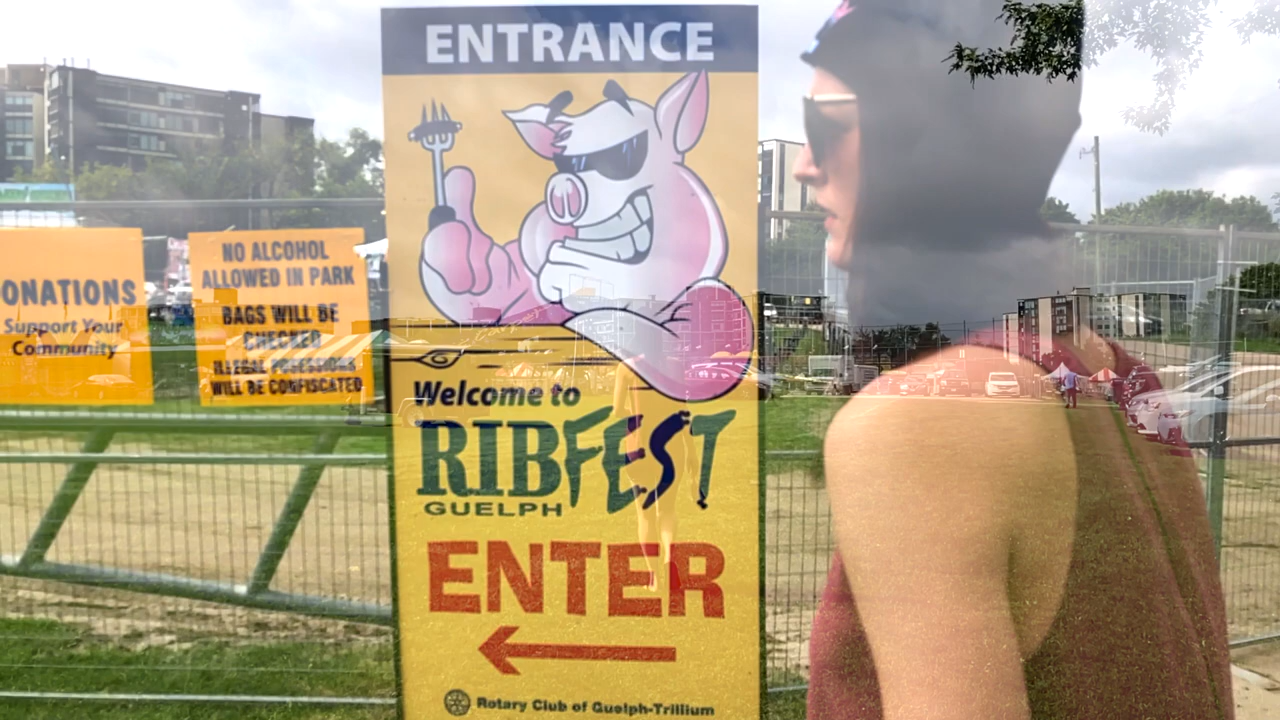 ENTRANCE
ONATIONS
Support Your
Community
NO ALCOHOL
ALLOWED IN PARK
BAGS WILL BE
CHECKED
ILLEGAL POSESSIONS
WILL BE CONFISCATED
Welcome to
RIBFEST
GUELPH
ENTER
Rotary Club of Guelph-Trillium